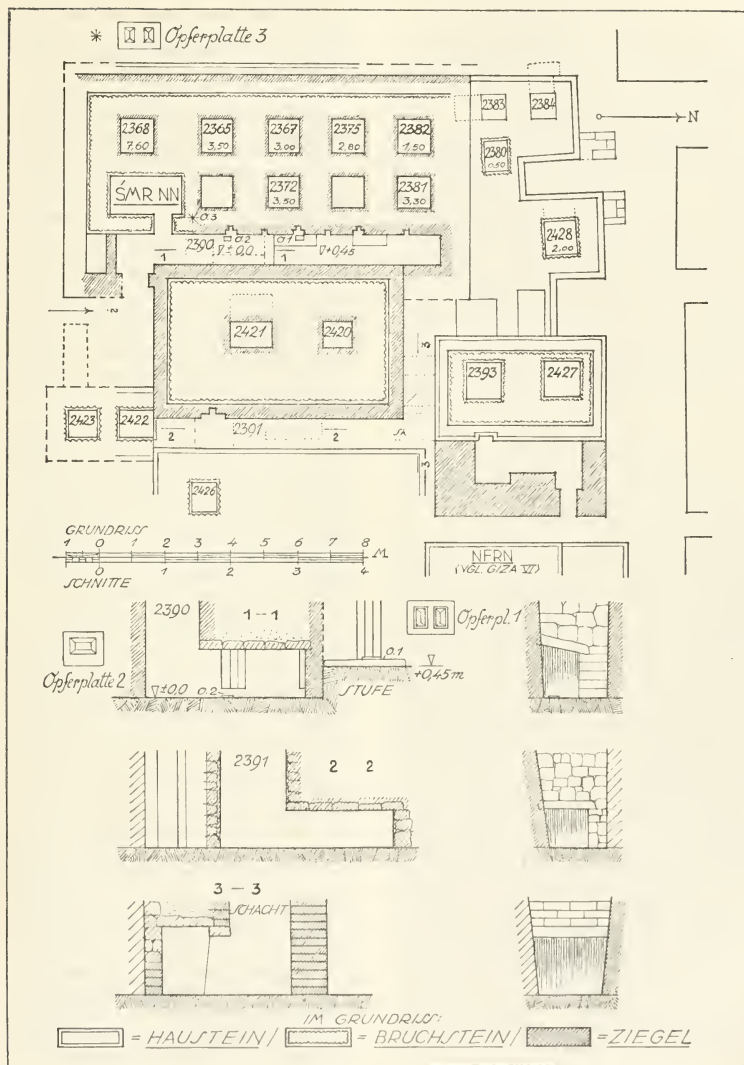 * Opferplatte 3
2383 2384
N
2368 2365 2367 2375 2382
7,60 3,50 3,00 2,80 1,50
2380
0,50
ŚMR NN
2372 2381
3,50 3,30
2428
2,00
O.3
2390 O.2 O.1
1 ±0,0 1 +0,45
2
2421 2420
3
2393 2427
2423 2422
2 2391 2
3
2426
GRUNDRISS
1 0 1 2 3 4 5 6 7 8 M
0 1 2 3 4
SCHNITTE
NFRN
(VGL. GIZA VI)
2390 1–1
Opferpl. 1
Opferplatte 2
±0,0 O.2
O.1
STUFE
+0,45 m
2391 2 2
3 – 3
SCHACHT
IM GRUNDRISS:
= HAUSTEIN / = BRUCHSTEIN / = ZIEGEL